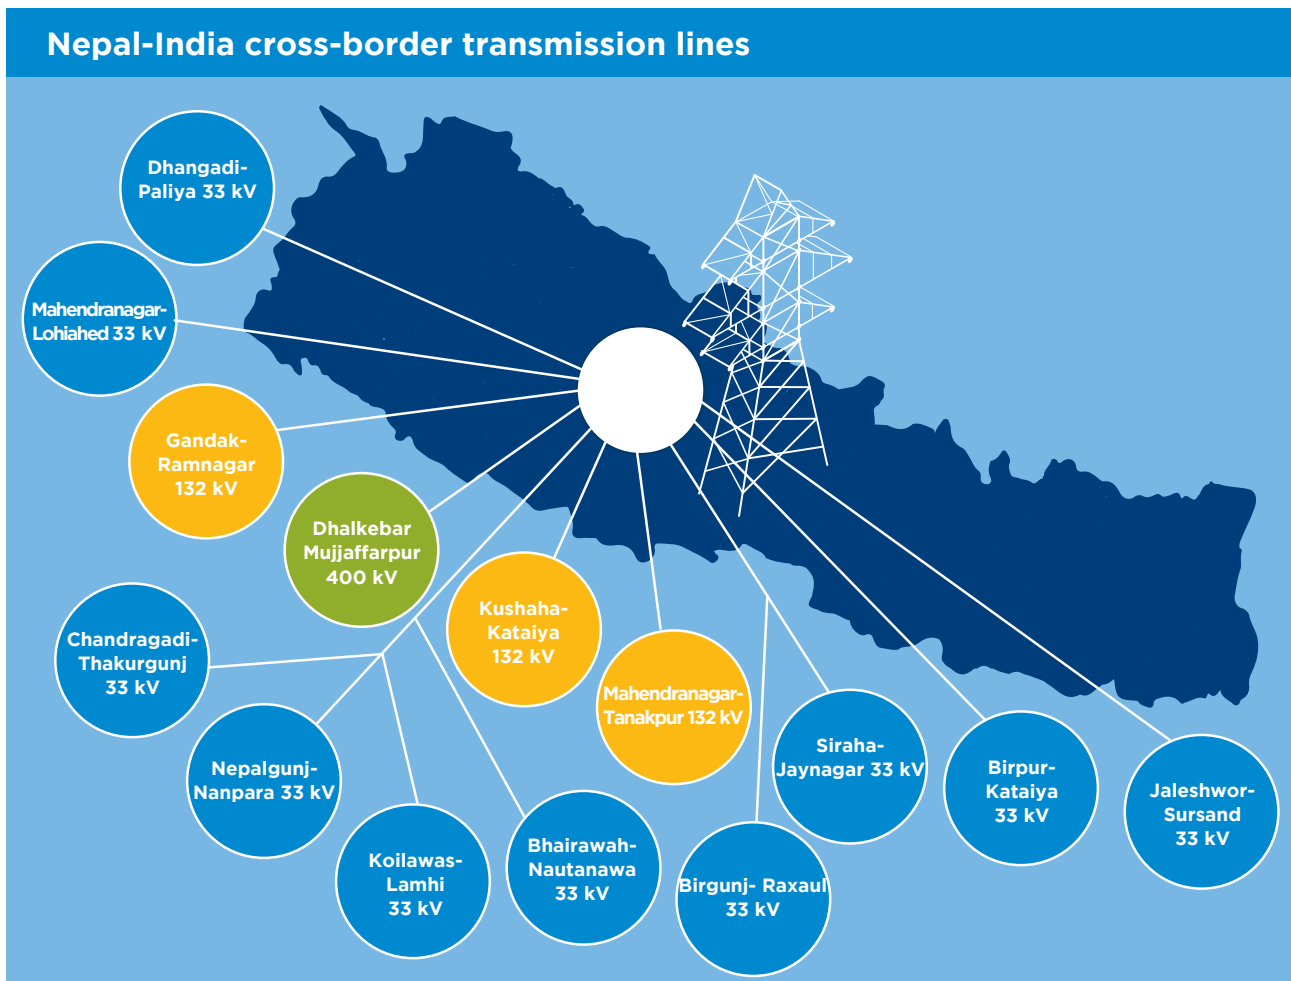 Nepal-India cross-border transmission lines
Dhangadi-
Paliya 33 kV
Mahendranagar-
Lohiahed 33 kV
Gandak-
Ramnagar
132 kV
Dhalkebar
Mujjaffarpur
400 kV
Kushaha-
Kataiya
132 kV
Chandragadi-
Thakurgunj
33 kV
Mahendranagar-
Tanakpur 132 kV
Nepalgunj-
Nanpara 33 kV
Siraha-
Jaynagar 33 kV
Birpur-
Kataiya
33 kV
Jaleshwor-
Sursand
33 kV
Koilawas-
Lamhi
33 kV
Bhairawah-
Nautanawa
33 kV
Birgunj- Raxaul
33 kV